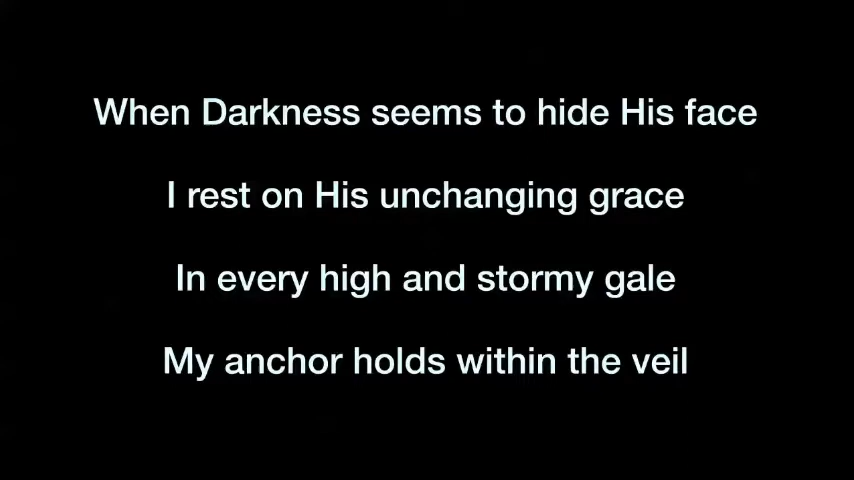 When Darkness seems to hide His face
I rest on His unchanging grace
In every high and stormy gale
My anchor holds within the veil